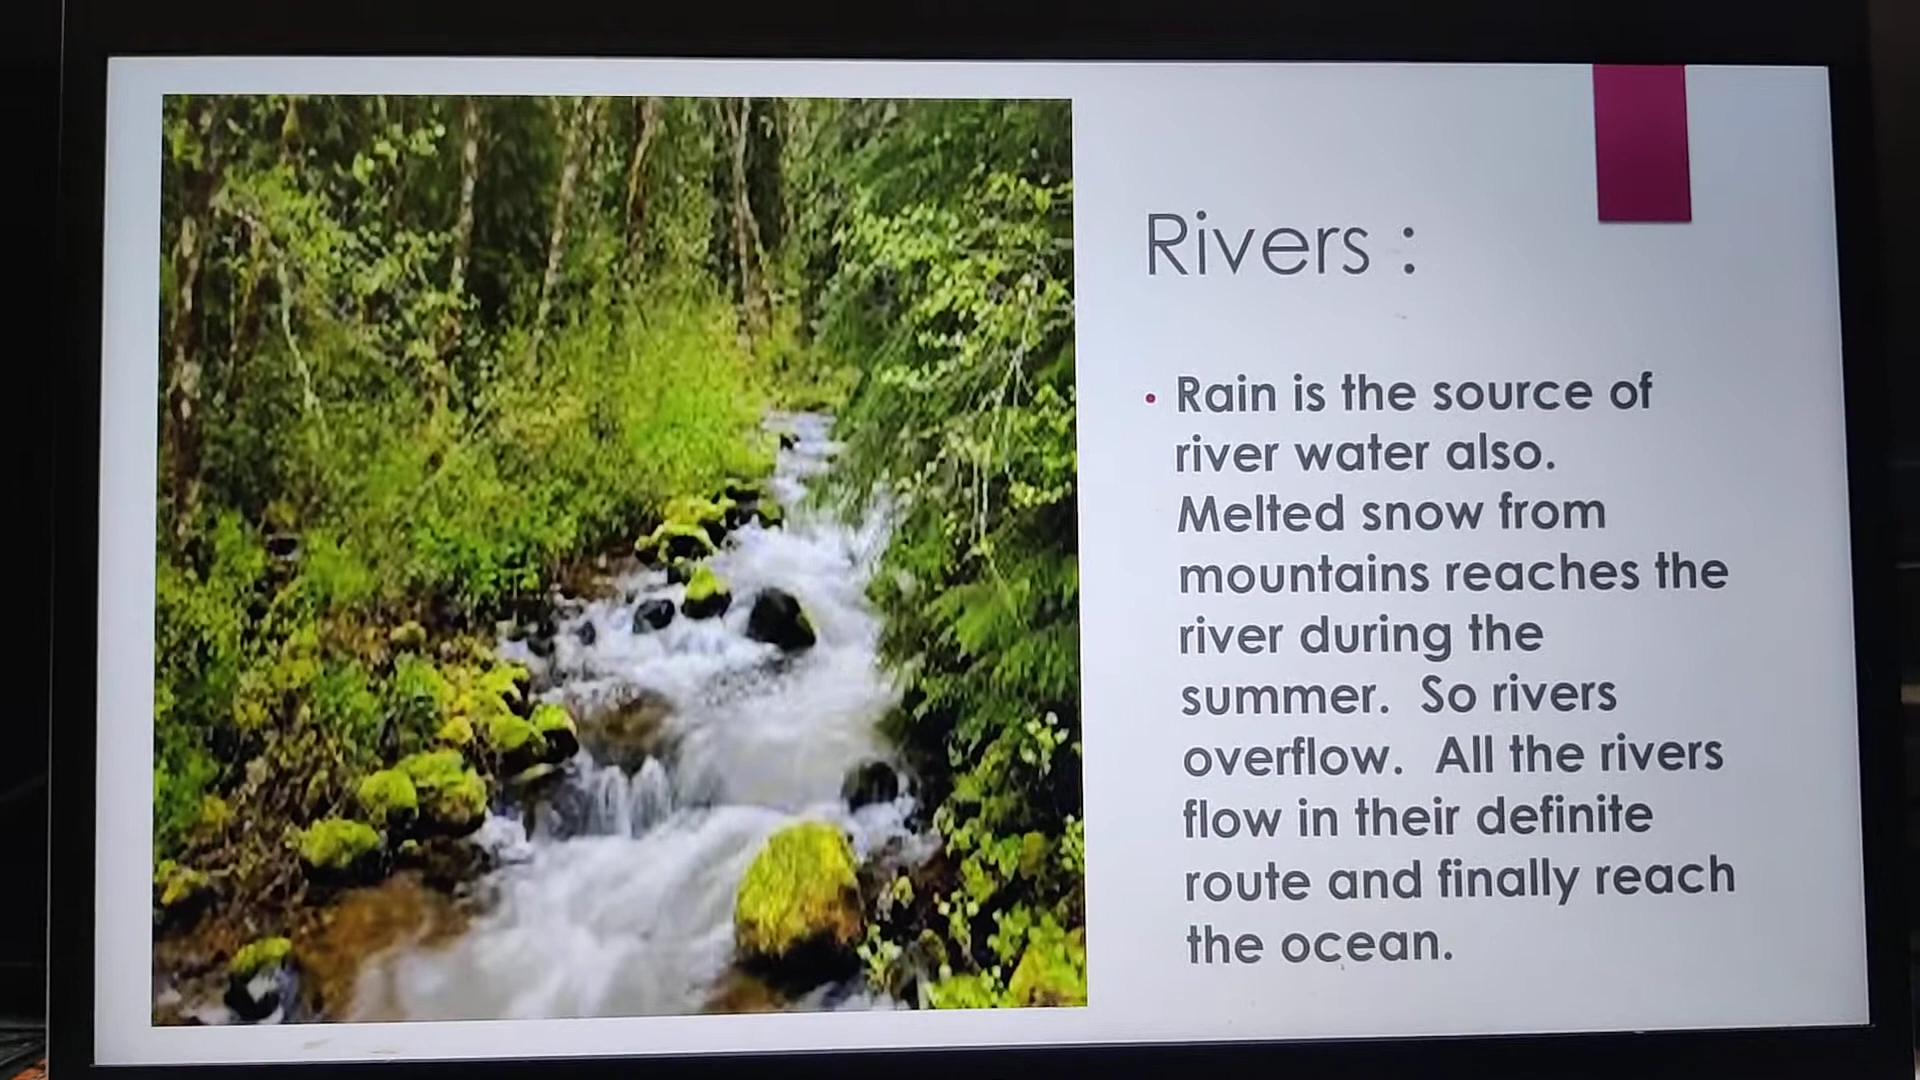 Rivers :
• Rain is the source of
river water also.
Melted snow from
mountains reaches the
river during the
summer.  So rivers
overflow.  All the rivers
flow in their definite
route and finally reach
the ocean.